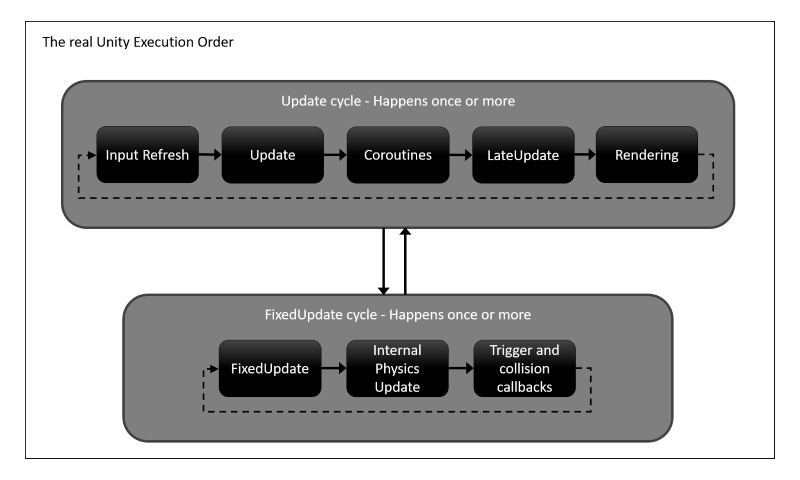 The real Unity Execution Order
Update cycle - Happens once or more
Input Refresh
Update
Coroutines
LateUpdate
Rendering
FixedUpdate cycle - Happens once or more
FixedUpdate
Internal
Physics
Update
Trigger and
collision
callbacks